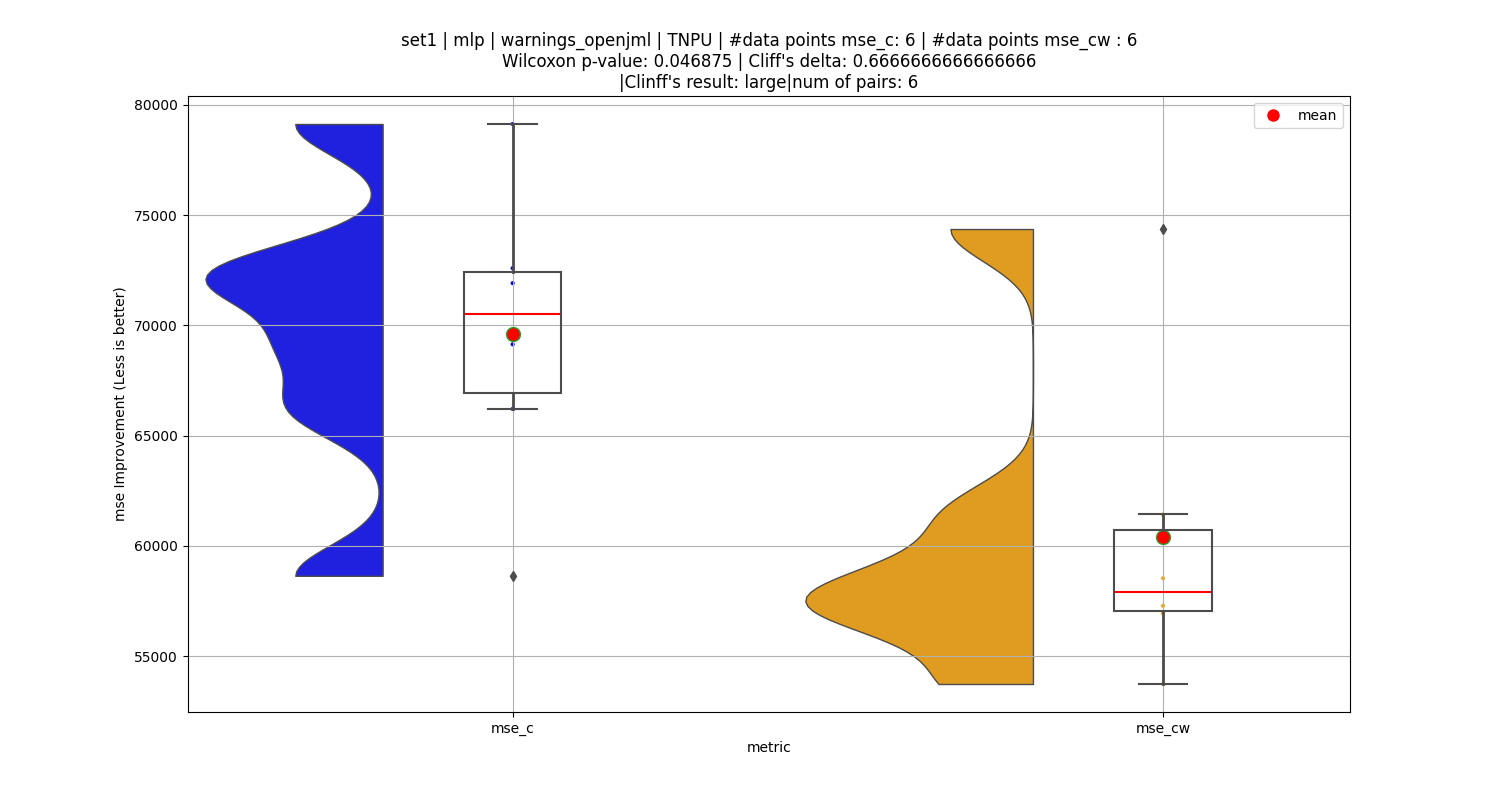 set1 | mlp | warnings_openjml | TNPU | #data points mse_c: 6 | #data points mse_cw : 6
Wilcoxon p-value: 0.046875 | Cliff's delta: 0.6666666666666666
|Clinff's result: large|num of pairs: 6
mean
80000
75000
70000
65000
60000
55000
mse Improvement (Less is better)
mse_c
mse_cw
metric